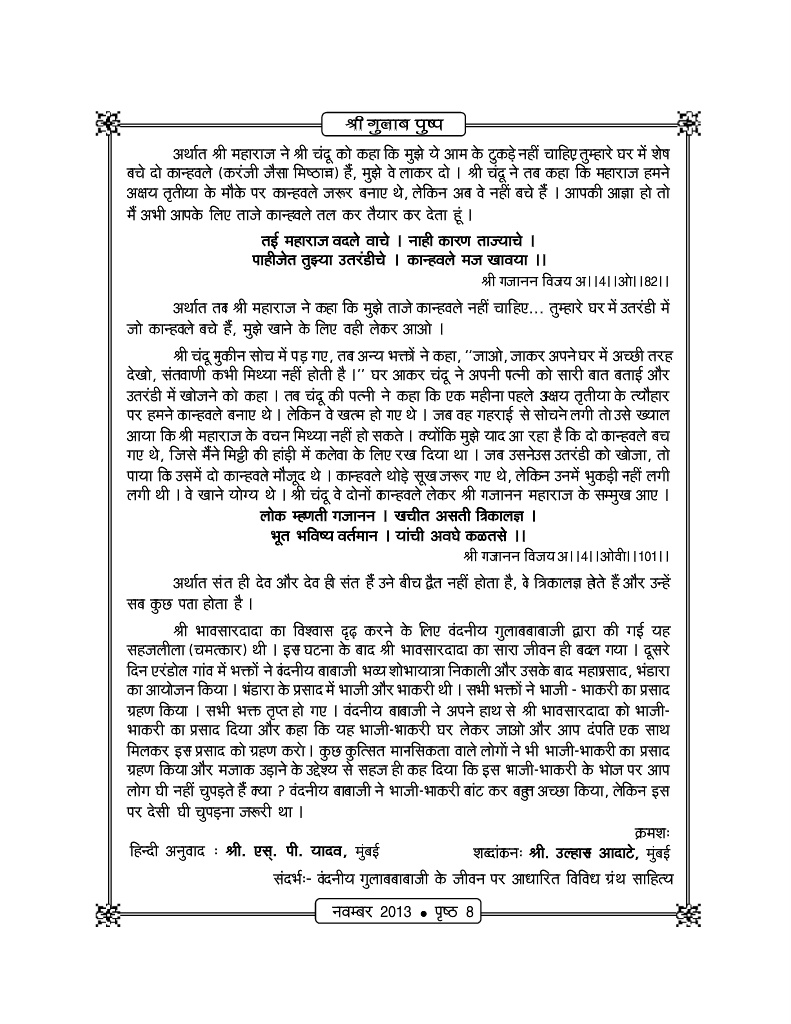 श्री गुलाब पुष्प
अर्थात श्री महाराज ने श्री चंदू को कहा कि मुझे ये आम के टुकड़े नहीं चाहिए तुम्हारे घर में शेष
बचे दो कान्हवले (करंजी जैसा मिष्ठान्न) हैं, मुझे वे लाकर दो । श्री चंदू ने तब कहा कि महाराज हमने
अक्षय तृतीया के मौके पर कान्हवले जरूर बनाए थे, लेकिन अब वे नहीं बचे हैं । आपकी आज्ञा हो तो
मैं अभी आपके लिए ताजे कान्हवले तल कर तैयार कर देता हूं ।
तई महाराज वदले वाचे । नाही कारण ताज्याचे ।
पाहीजेत तुझ्या उतरंडीचे । कान्हवले मज खावया ।।
श्री गजानन विजय अ।।4।।ओ।।82।।
अर्थात तब श्री महाराज ने कहा कि मुझे ताजे कान्हवले नहीं चाहिए... तुम्हारे घर में उतरंडी में
जो कान्हवले बचे हैं, मुझे खाने के लिए वही लेकर आओ ।
श्री चंदू मुकीन सोच में पड़ गए, तब अन्य भक्तों ने कहा, ''जाओ, जाकर अपने घर में अच्छी तरह
देखो, संतवाणी कभी मिथ्या नहीं होती है ।'' घर आकर चंदू ने अपनी पत्नी को सारी बात बताई और
उतरंडी में खोजने को कहा । तब चंदू की पत्नी ने कहा कि एक महीना पहले अक्षय तृतीया के त्यौहार
पर हमने कान्हवले बनाए थे । लेकिन वे खत्म हो गए थे । जब वह गहराई से सोचने लगी तो उसे ख्याल
आया कि श्री महाराज के वचन मिथ्या नहीं हो सकते । क्योंकि मुझे याद आ रहा है कि दो कान्हवले बच
गए थे, जिसे मैंने मिट्ठी की हांड़ी में कलेवा के लिए रख दिया था । जब उसने उस उतरंडी को खोजा, तो
पाया कि उसमें दो कान्हवले मौजूद थे । कान्हवले थोड़े सूख जरूर गए थे, लेकिन उनमें भुकड़ी नहीं लगी
लगी थी । वे खाने योग्य थे । श्री चंदू वे दोनों कान्हवले लेकर श्री गजानन महाराज के सम्मुख आए ।
लोक म्हणती गजानन । खचीत असती त्रिकालज्ञ ।
भूत भविष्य वर्तमान । यांची अवघे कळतसे ।।
श्री गजानन विजय अ।।4।।ओवी।।101।।
अर्थात संत ही देव और देव ही संत हैं उने बीच द्वैत नहीं होता है, वे त्रिकालज्ञ होते हैं और उन्हें
सब कुछ पता होता है ।
श्री भावसारदादा का विश्वास दृढ़ करने के लिए वंदनीय गुलाबबाबाजी द्वारा की गई यह
सहजलीला (चमत्कार) थी । इस घटना के बाद श्री भावसारदादा का सारा जीवन ही बदल गया । दूसरे
दिन एरंडोल गांव में भक्तों ने वंदनीय बाबाजी भव्य शोभायात्रा निकाली और उसके बाद महाप्रसाद, भंडारा
का आयोजन किया । भंडारा के प्रसाद में भाजी और भाकरी थी । सभी भक्तों ने भाजी - भाकरी का प्रसाद
ग्रहण किया । सभी भक्त तृप्त हो गए । वंदनीय बाबाजी ने अपने हाथ से श्री भावसारदादा को भाजी-
भाकरी का प्रसाद दिया और कहा कि यह भाजी-भाकरी घर लेकर जाओ और आप दंपति एक साथ
मिलकर इस प्रसाद को ग्रहण करो । कुछ कुत्सित मानसिकता वाले लोगों ने भी भाजी-भाकरी का प्रसाद
ग्रहण किया और मजाक उड़ाने के उद्देश्य से सहज ही कह दिया कि इस भाजी-भाकरी के भोज पर आप
लोग घी नहीं चुपड़ते हैं क्या ? वंदनीय बाबाजी ने भाजी-भाकरी बांट कर बहुत अच्छा किया, लेकिन इस
पर देसी घी चुपड़ना जरूरी था ।
क्रमशः
हिन्दी अनुवाद : श्री. एस्. पी. यादव, मुंबई शब्दांकनः श्री. उल्हास आदाटे, मुंबई
संदर्भः- वंदनीय गुलाबबाबाजी के जीवन पर आधारित विविध ग्रंथ साहित्य
नवम्बर 2013 ● पृष्ठ 8